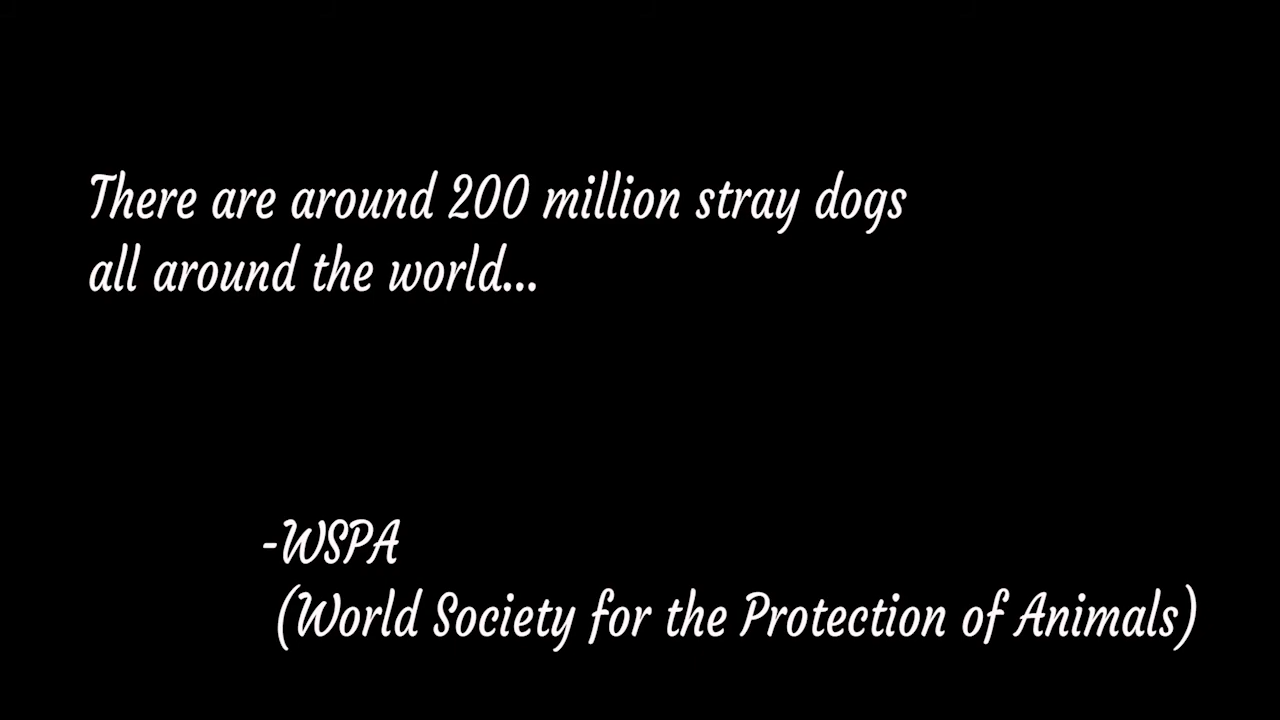 There are around 200 million stray dogs
all around the world...
-WSPA
(World Society for the Protection of Animals)